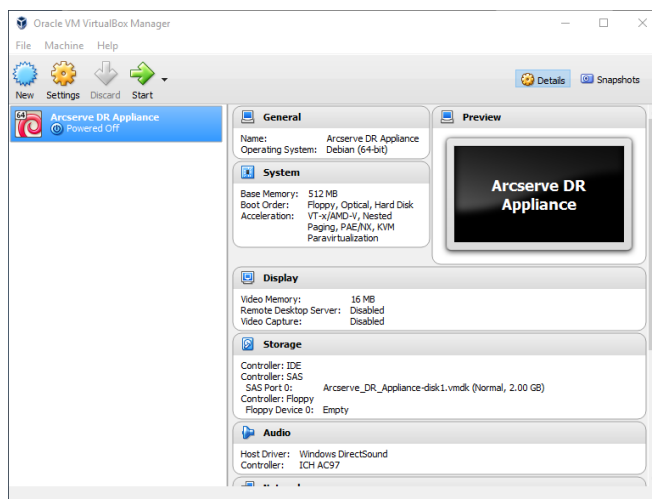 Oracle VM VirtualBox Manager
File Machine Help
New Settings Discard Start
Details Snapshots
64
Arcserve DR Appliance
Powered Off
General
Name: Arcserve DR Appliance
Operating System: Debian (64-bit)
System
Base Memory: 512 MB
Boot Order: Floppy, Optical, Hard Disk
Acceleration: VT-x/AMD-V, Nested
Paging, PAE/NX, KVM
Paravirtualization
Preview
Arcserve DR
Appliance
Display
Video Memory: 16 MB
Remote Desktop Server: Disabled
Video Capture: Disabled
Storage
Controller: IDE
Controller: SAS
SAS Port 0: Arcserve_DR_Appliance-disk1.vmdk (Normal, 2.00 GB)
Controller: Floppy
Floppy Device 0: Empty
Audio
Host Driver: Windows DirectSound
Controller: ICH AC97